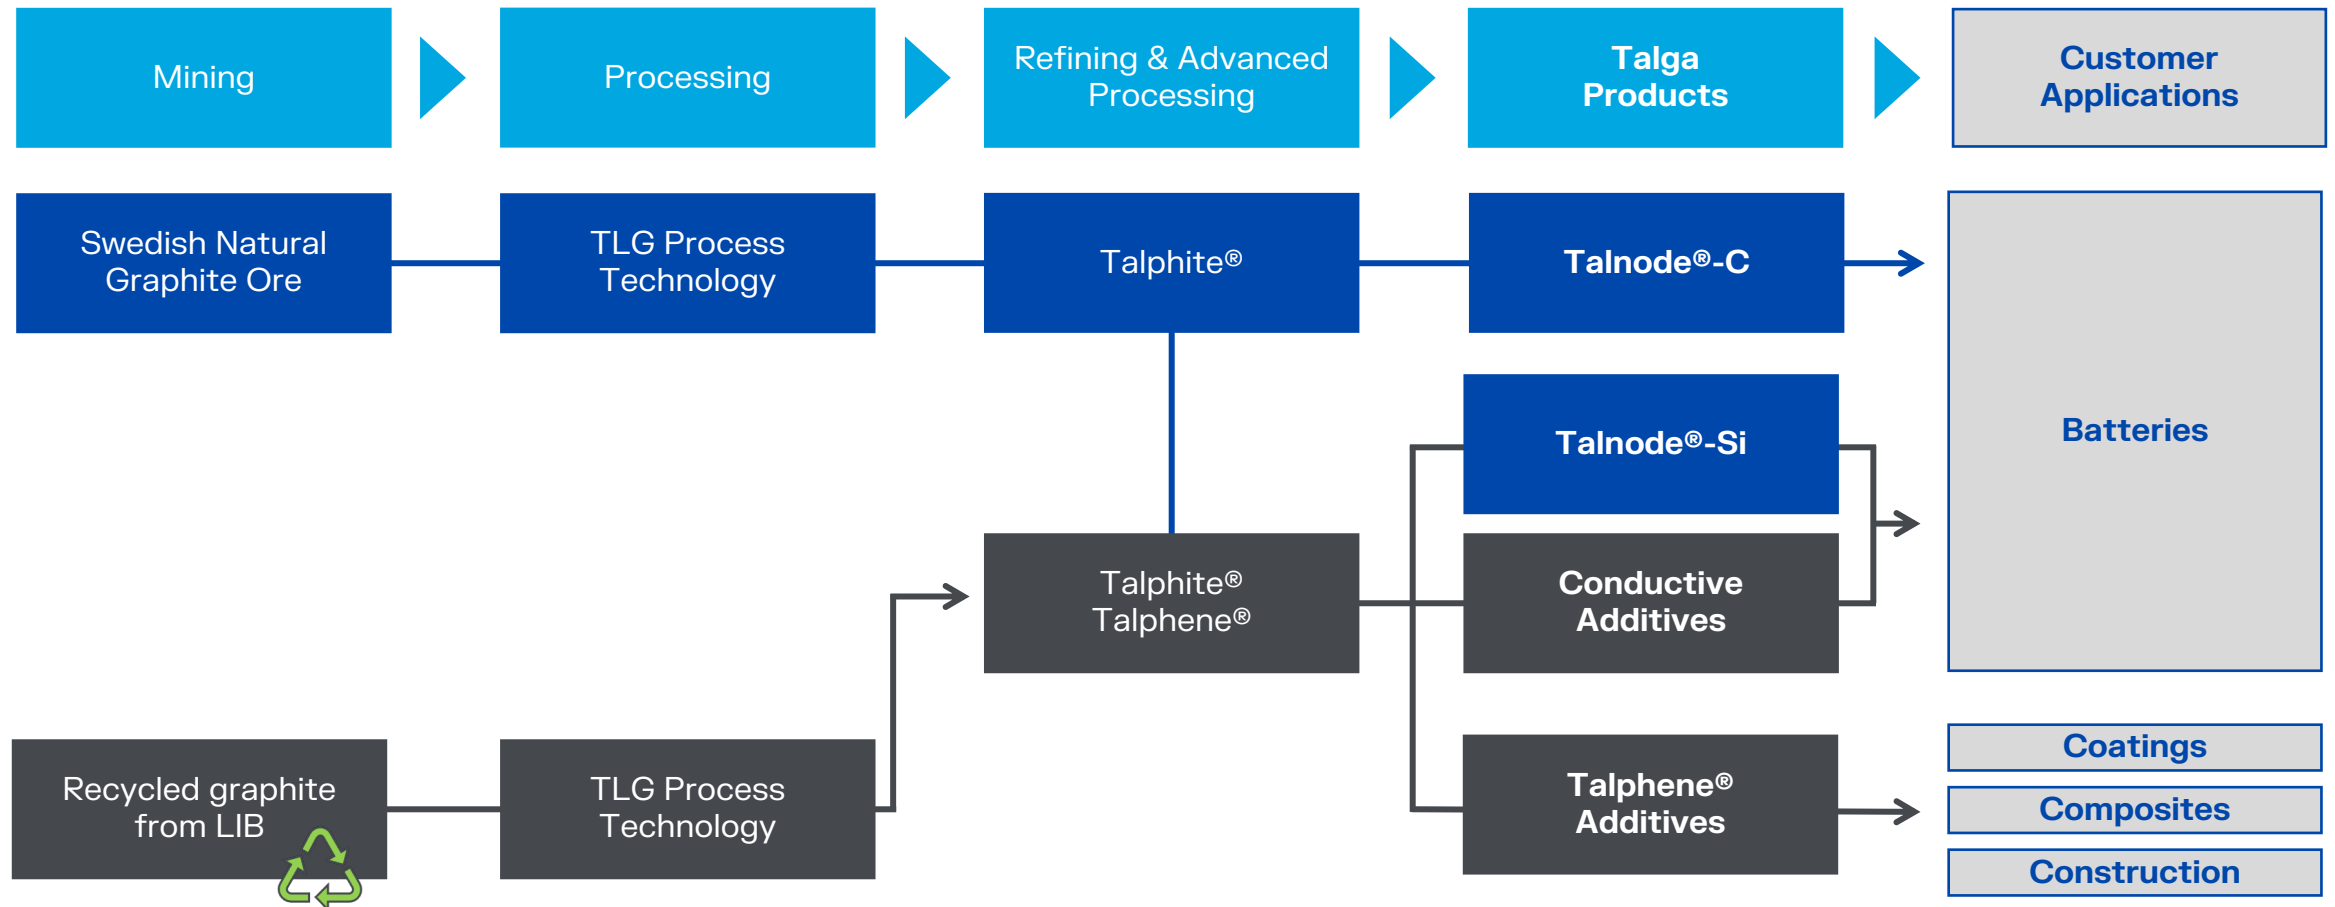 Mining
Processing
Refining & Advanced
Processing
Talga
Products
Customer
Applications
Swedish Natural
Graphite Ore
TLG Process
Technology
Talphite®
Talnode®-C
Talnode®-Si
Batteries
Talphite®
Talphene®
Conductive
Additives
Recycled graphite
from LIB
TLG Process
Technology
Talphene®
Additives
Coatings
Composites
Construction